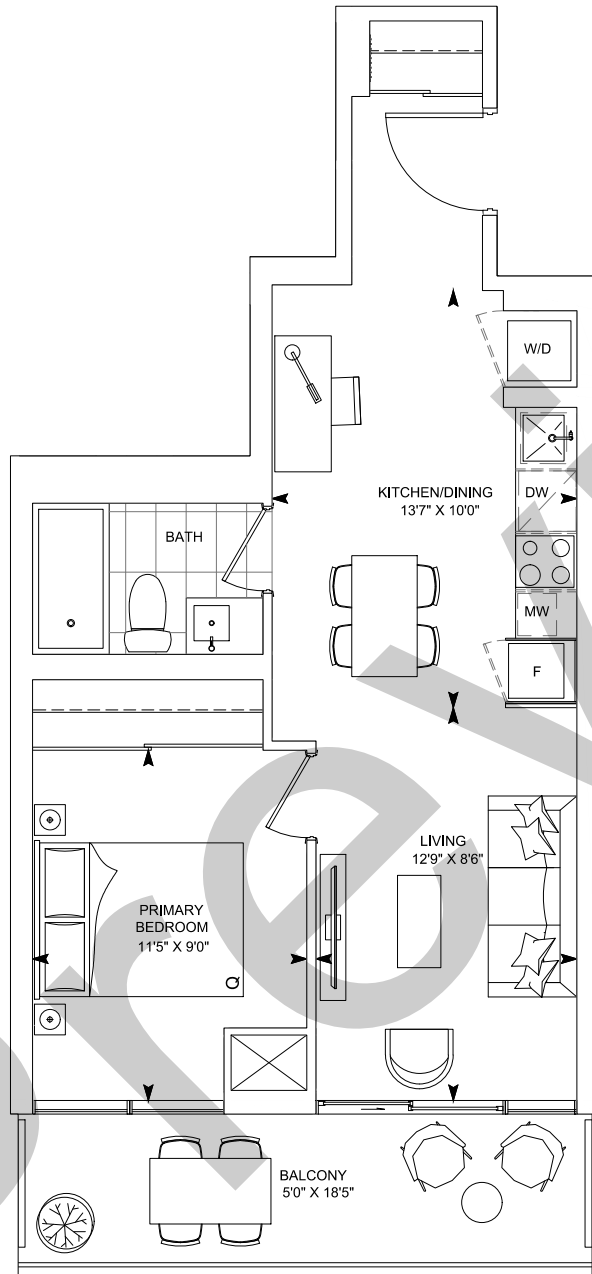 W/D
KITCHEN/DINING
13'7" X 10'0"
DW
BATH
MW
F
LIVING
12'9" X 8'6"
PRIMARY
BEDROOM
11'5" X 9'0"
Q
BALCONY
5'0" X 18'5"